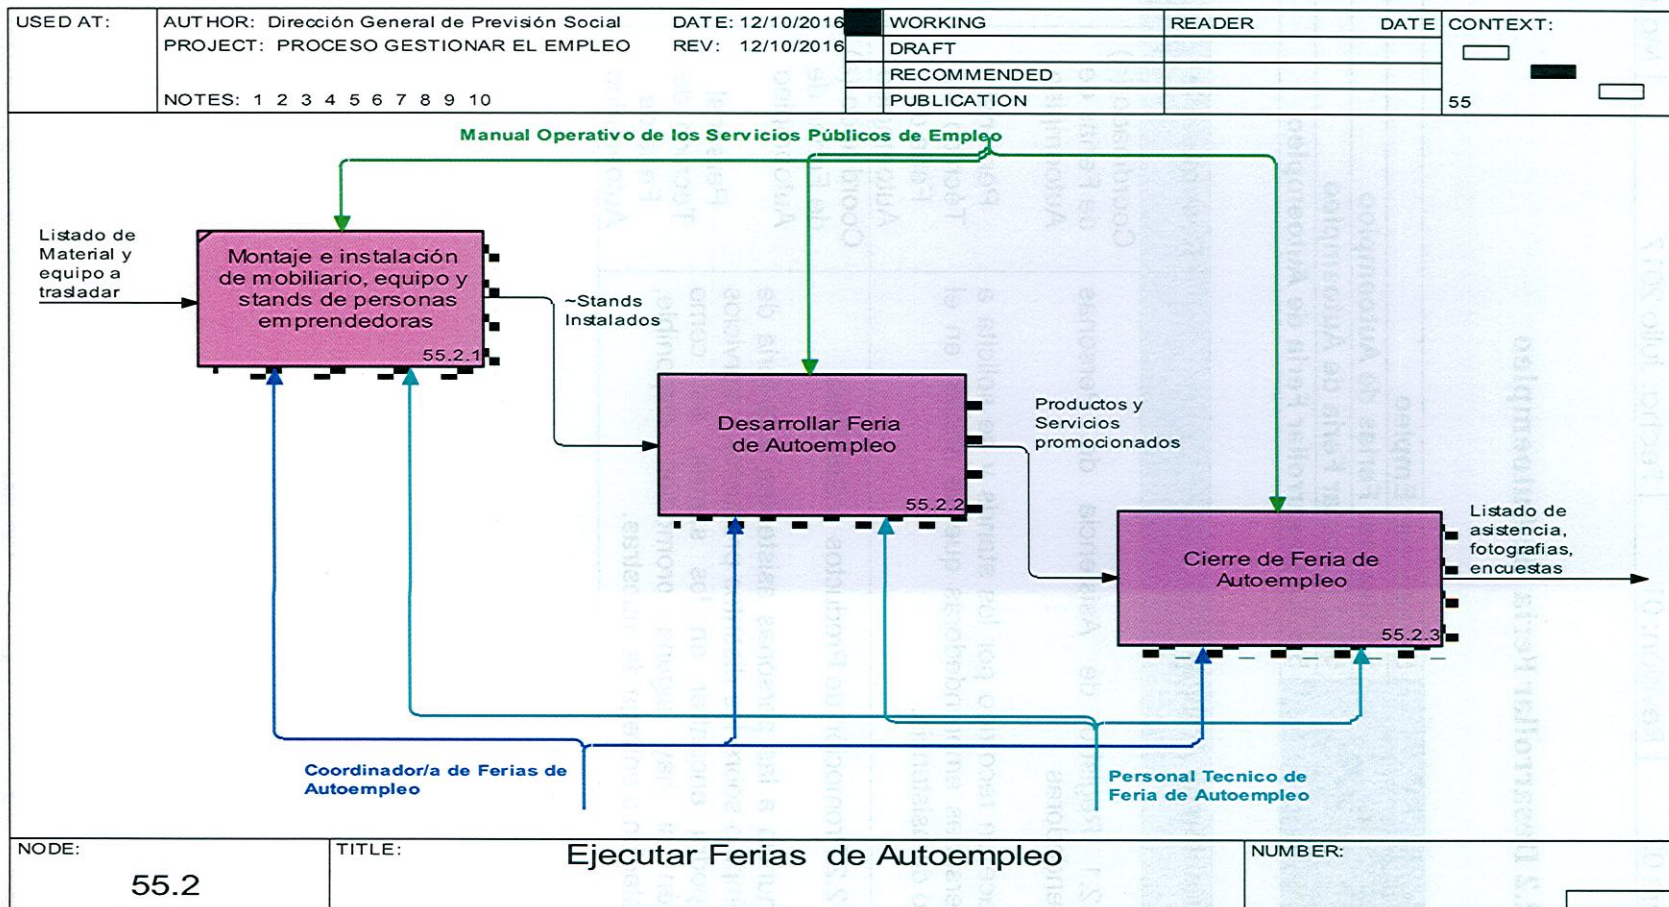 USED AT:
AUTHOR: Dirección General de Previsión Social
DATE: 12/10/2016
PROJECT: PROCESO GESTIONAR EL EMPLEO
REV: 12/10/2016
NOTES: 1 2 3 4 5 6 7 8 9 10
WORKING
DRAFT
RECOMMENDED
PUBLICATION
READER
DATE
CONTEXT:
55
Manual Operativo de los Servicios Públicos de Empleo
Listado de
Material y
equipo a
trasladar
Montaje e instalación
de mobiliario, equipo y
stands de personas
emprendedoras
55.2.1
~Stands
Instalados
Desarrollar Feria
de Autoempleo
55.2.2
Productos y
Servicios
promocionados
Cierre de Feria de
Autoempleo
55.2.3
Listado de
asistencia,
fotografias,
encuestas
Coordinador/a de Ferias de
Autoempleo
Personal Tecnico de
Feria de Autoempleo
NODE:
55.2
TITLE:
Ejecutar Ferias de Autoempleo
NUMBER: